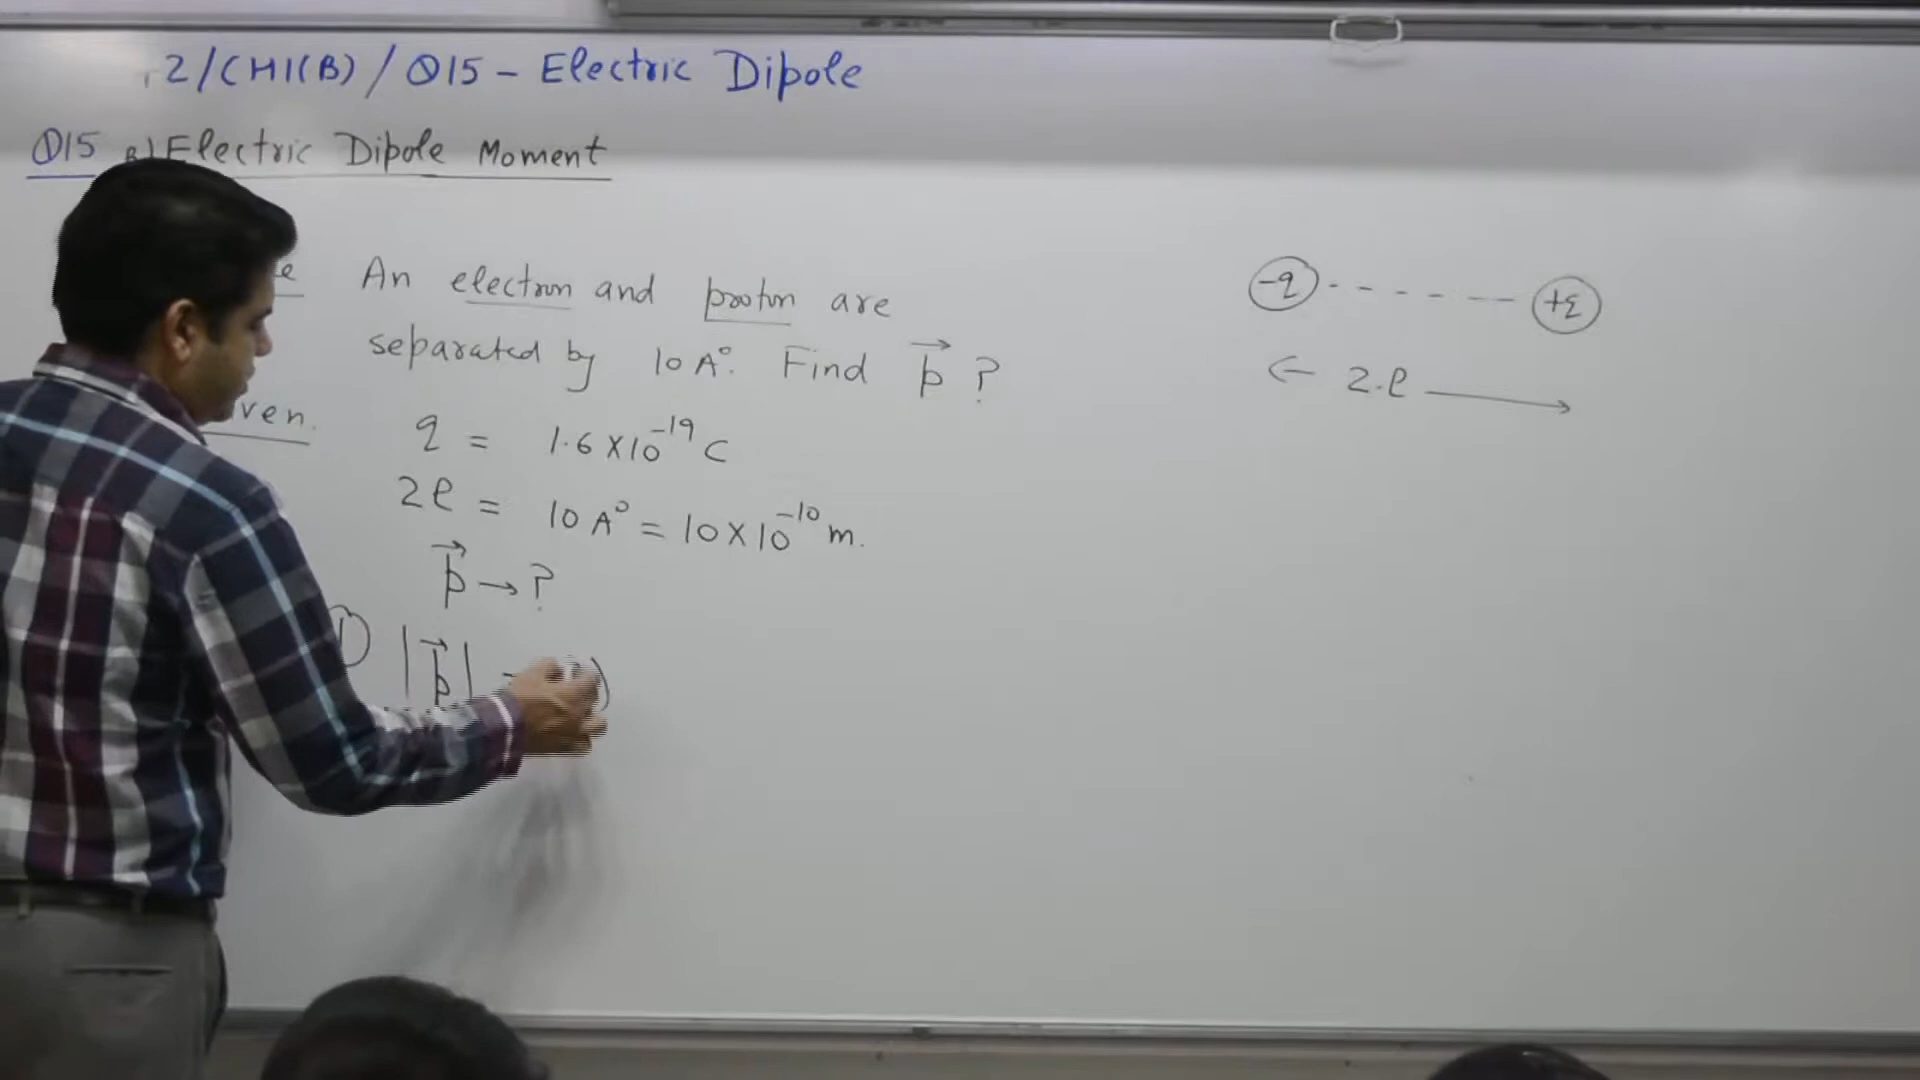 2/CH1(B)/Q15 - Electric Dipole
Q15 B) Electric Dipole Moment
e An electron and proton are
separated by 10 A°. Find p⃗ ?
ven.
q = 1.6 X 10⁻¹⁹ C
2l = 10 A° = 10 X 10⁻¹⁰ m.
p⃗ → ?
1 |p⃗|
-q - - - - - - +q
← 2.l →